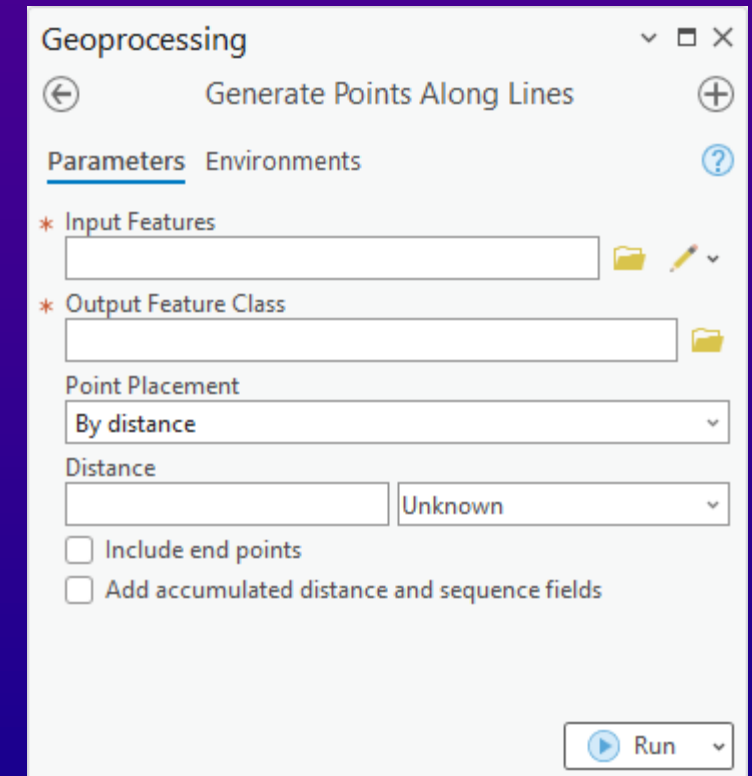 Geoprocessing
Generate Points Along Lines
Parameters Environments
* Input Features
* Output Feature Class
Point Placement
By distance
Distance
Unknown
Include end points
Add accumulated distance and sequence fields
Run